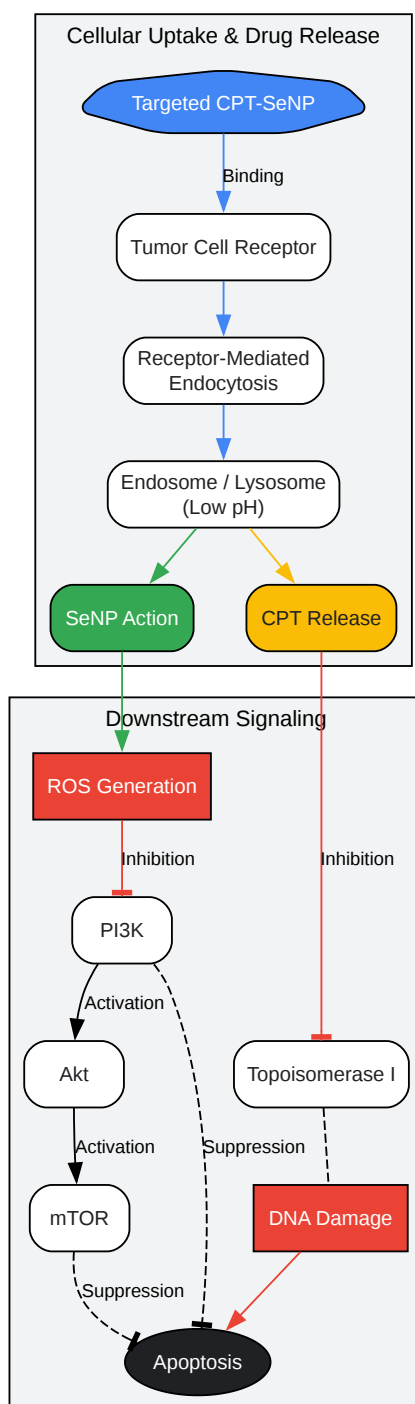 Cellular Uptake & Drug Release
Targeted CPT-SeNP
Binding
Tumor Cell Receptor
Receptor-Mediated
Endocytosis
Endosome / Lysosome
(Low pH)
SeNP Action
CPT Release
Downstream Signaling
ROS Generation
Inhibition
Inhibition
PI3K
Activation
Akt
Topoisomerase I
Activation
Suppression
mTOR
DNA Damage
Suppression
Apoptosis